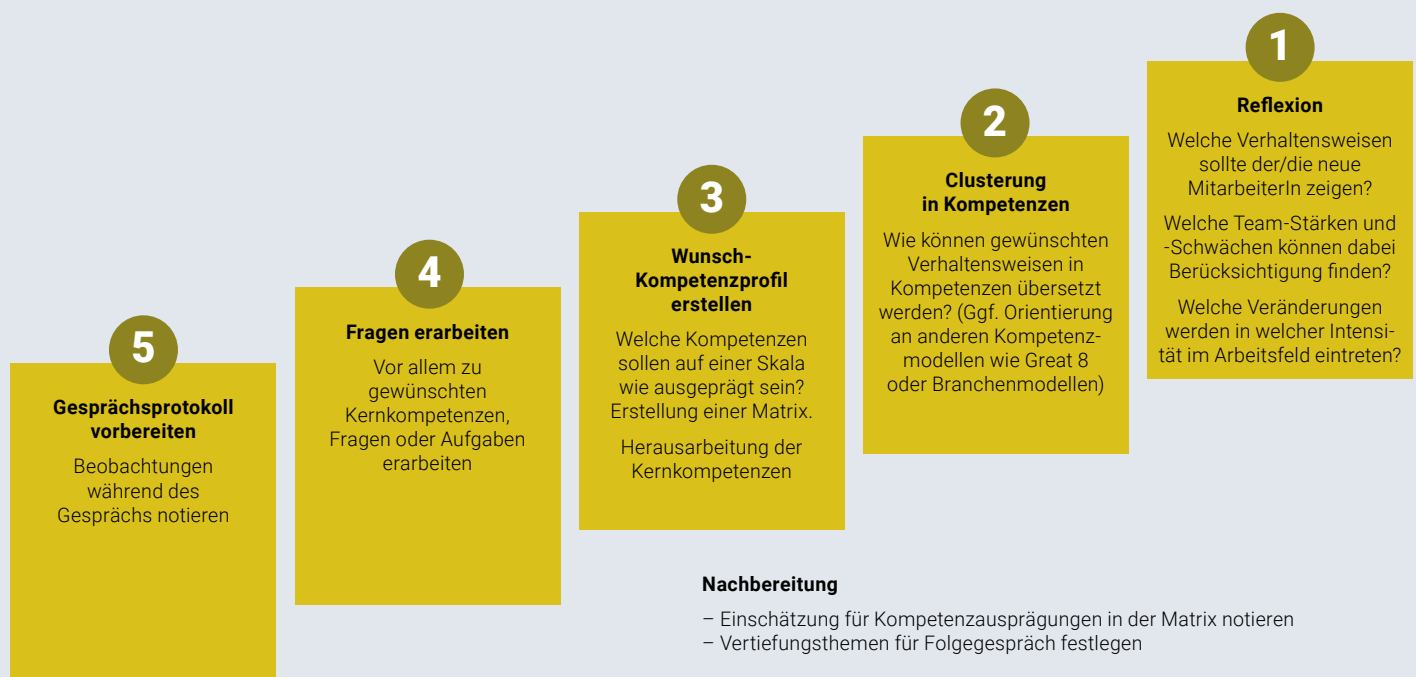 1
Reflexion
Welche Verhaltensweisen
sollte der/die neue
MitarbeiterIn zeigen?
Welche Team-Stärken und
-Schwächen können dabei
Berücksichtigung finden?
Welche Veränderungen
werden in welcher Intensi-
tät im Arbeitsfeld eintreten?
2
Clusterung
in Kompetenzen
Wie können gewünschten
Verhaltensweisen in
Kompetenzen übersetzt
werden? (Ggf. Orientierung
an anderen Kompetenz-
modellen wie Great 8
oder Branchenmodellen)
3
Wunsch-
Kompetenzprofil
erstellen
Welche Kompetenzen
sollen auf einer Skala
wie ausgeprägt sein?
Erstellung einer Matrix.
Herausarbeitung der
Kernkompetenzen
4
Fragen erarbeiten
Vor allem zu
gewünschten
Kernkompetenzen,
Fragen oder Aufgaben
erarbeiten
5
Gesprächsprotokoll
vorbereiten
Beobachtungen
während des
Gesprächs notieren
Nachbereitung
– Einschätzung für Kompetenzausprägungen in der Matrix notieren
– Vertiefungsthemen für Folgegespräch festlegen